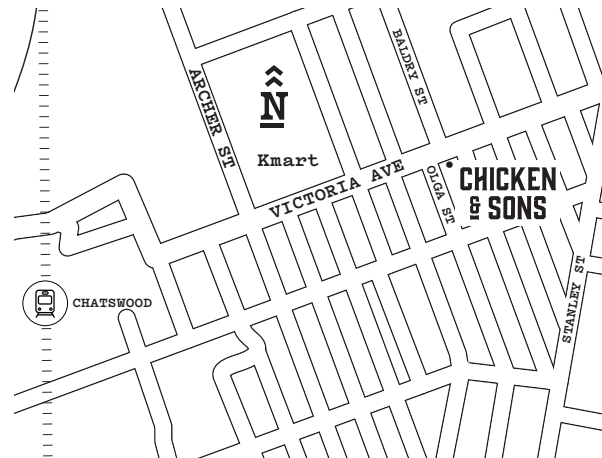 BALDRY ST
ARCHER ST
N
Kmart
VICTORIA AVE
OLGA ST
CHICKEN
& SONS
STANLEY ST
CHATSWOOD